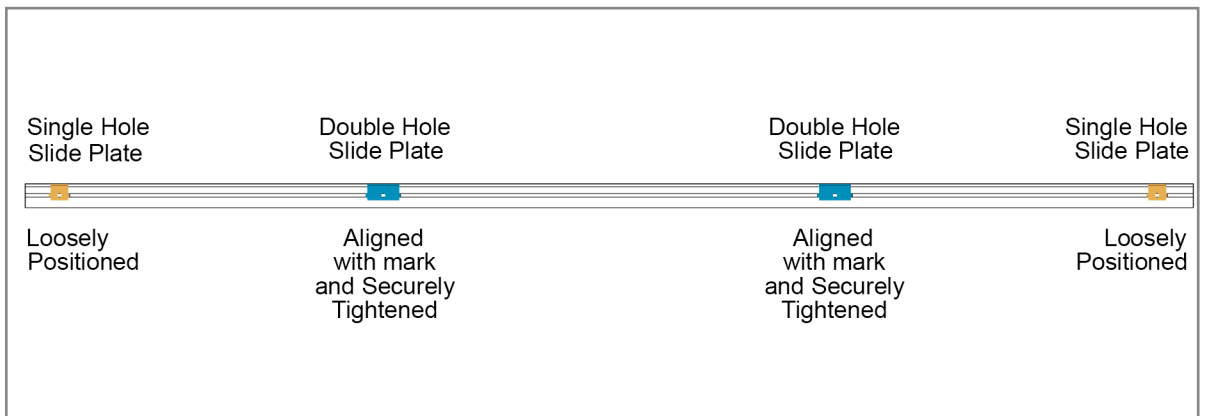 Single Hole
Slide Plate
Double Hole
Slide Plate
Double Hole
Slide Plate
Single Hole
Slide Plate
Loosely
Positioned
Aligned
with mark
and Securely
Tightened
Aligned
with mark
and Securely
Tightened
Loosely
Positioned